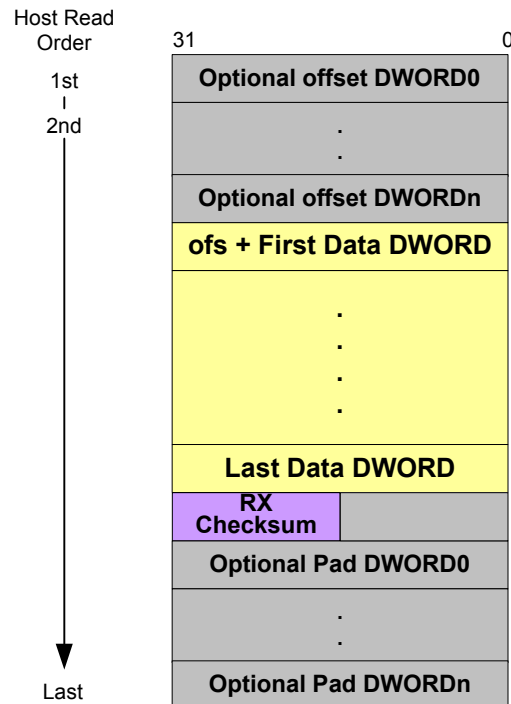 Host Read
Order
31
0
1st
2nd
Optional offset DWORD0
.
.
Optional offset DWORDn
ofs + First Data DWORD
.
.
.
.
Last Data DWORD
RX
Checksum
Optional Pad DWORD0
.
.
Optional Pad DWORDn
Last